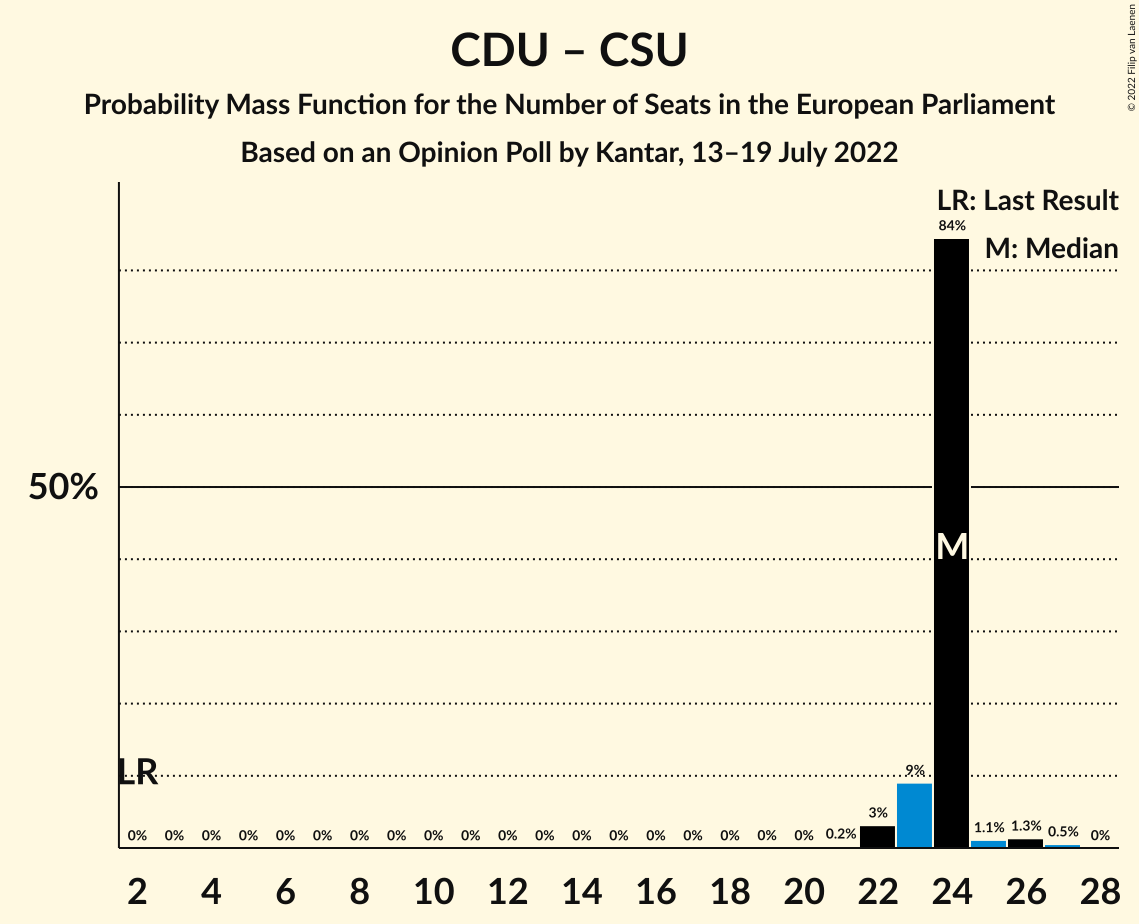 CDU – CSU
Probability Mass Function for the Number of Seats in the European Parliament
Based on an Opinion Poll by Kantar, 13–19 July 2022
© 2022 Filip van Laenen
LR: Last Result
M: Median
84%
50%
M
LR
9%
3%
0% 0% 0% 0% 0% 0% 0% 0% 0% 0% 0% 0% 0% 0% 0% 0% 0% 0% 0% 0.2% 1.1% 1.3% 0.5% 0%
2 4 6 8 10 12 14 16 18 20 22 24 26 28